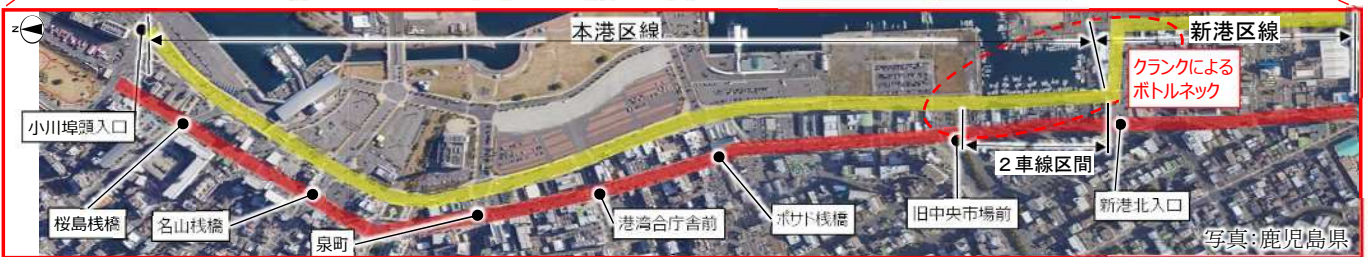 N
本港区線
新港区線
クランクによる
ボトルネック
小川埠頭入口
2車線区間
桜島桟橋
名山桟橋
泉町
港湾合庁舎前
ボサド桟橋
旧中央市場前
新港北入口
写真:鹿児島県